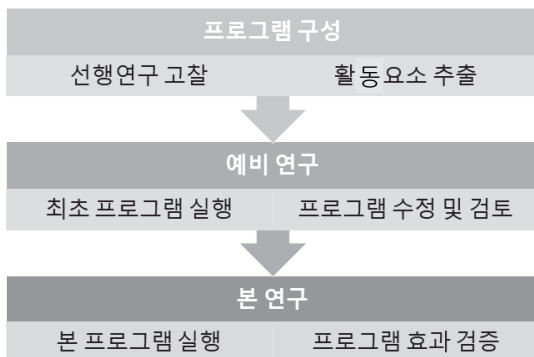 프로그램 구성
선행연구 고찰 활동요소 추출
예비 연구
최초 프로그램 실행 프로그램 수정 및 검토
본 연구
본 프로그램 실행 프로그램 효과 검증